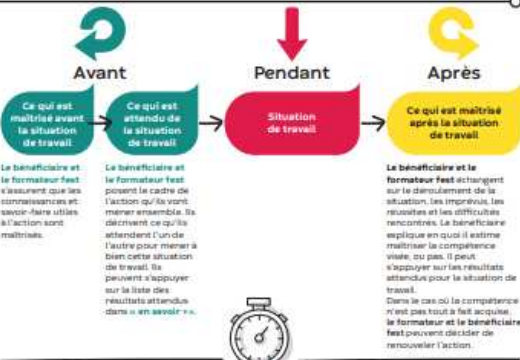 Avant
Pendant
Après
Ce qui est
maîtrisé avant
la situation
de travail
Ce qui est
attendu de
la situation
de travail
Situation
de travail
Ce qui est maîtrisé
après la situation
de travail
Le bénéficiaire et
le formateur fest
s'assurent que les
connaissances et
savoir-faire utiles
à l'action sont
maîtrisés.
Le bénéficiaire et
le formateur fest
posent le cadre de
l'action qu'ils vont
mener ensemble. Ils
décrivent ce qu'ils
attendent l'un de
l'autre pour mener à
bien cette situation
de travail. Ils
peuvent s'appuyer
sur la liste des
résultats attendus
dans « en savoir + ».
Le bénéficiaire et le
formateur fest échangent
sur le déroulement de la
situation, les imprévus, les
réussites et les difficultés
rencontrés. Le bénéficiaire
explique en quoi il estime
maîtriser la compétence
visée, ou pas. Il peut
s'appuyer sur les résultats
attendus pour la situation de
travail.
Dans le cas où la compétence
n'est pas tout à fait acquise,
le formateur et le bénéficiaire
fest peuvent décider de
renouveler l'action.